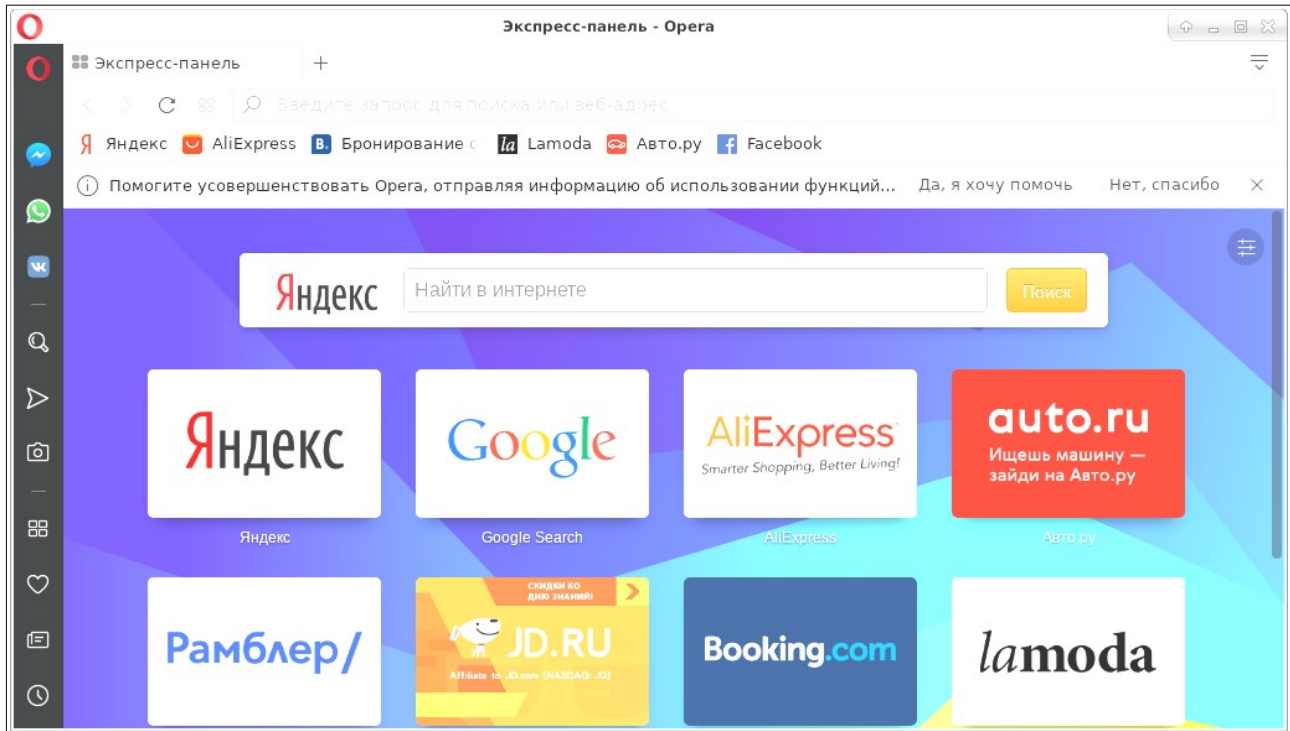 Экспресс-панель - Opera
Экспресс-панель
Введите запрос для поиска или веб-адрес
Яндекс AliExpress B. Бронирование о la Lamoda Авто.ру f Facebook
Помогите усовершенствовать Opera, отправляя информацию об использовании функций... Да, я хочу помочь Нет, спасибо
Яндекс Найти в интернете Поиск
Яндекс Google AliExpress auto.ru
Smarter Shopping, Better Living! Ищешь машину —
зайди на Авто.ру
Яндекс Google Search AliExpress Авто.ру
СКИДКИ КО
ДНЮ ЗНАНИЙ!
Рамблер/ JD.RU Booking.com lamoda
Affiliate to JD.com (NASDAQ: JD)